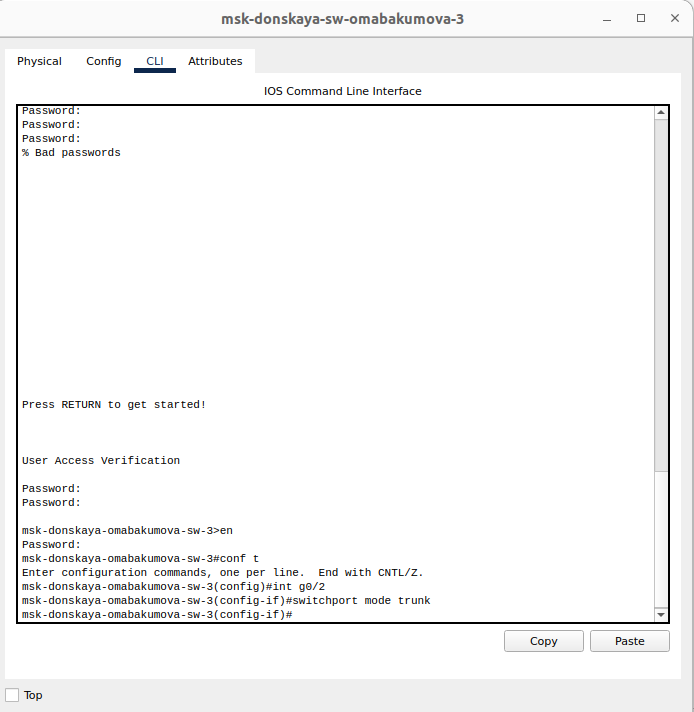 msk-donskaya-sw-omabakumova-3
Physical Config CLI Attributes
IOS Command Line Interface
Password:
Password:
Password:
% Bad passwords
Press RETURN to get started!
User Access Verification
Password:
Password:
msk-donskaya-omabakumova-sw-3>en
Password:
msk-donskaya-omabakumova-sw-3#conf t
Enter configuration commands, one per line.  End with CNTL/Z.
msk-donskaya-omabakumova-sw-3(config)#int g0/2
msk-donskaya-omabakumova-sw-3(config-if)#switchport mode trunk
msk-donskaya-omabakumova-sw-3(config-if)#
Copy Paste
Top